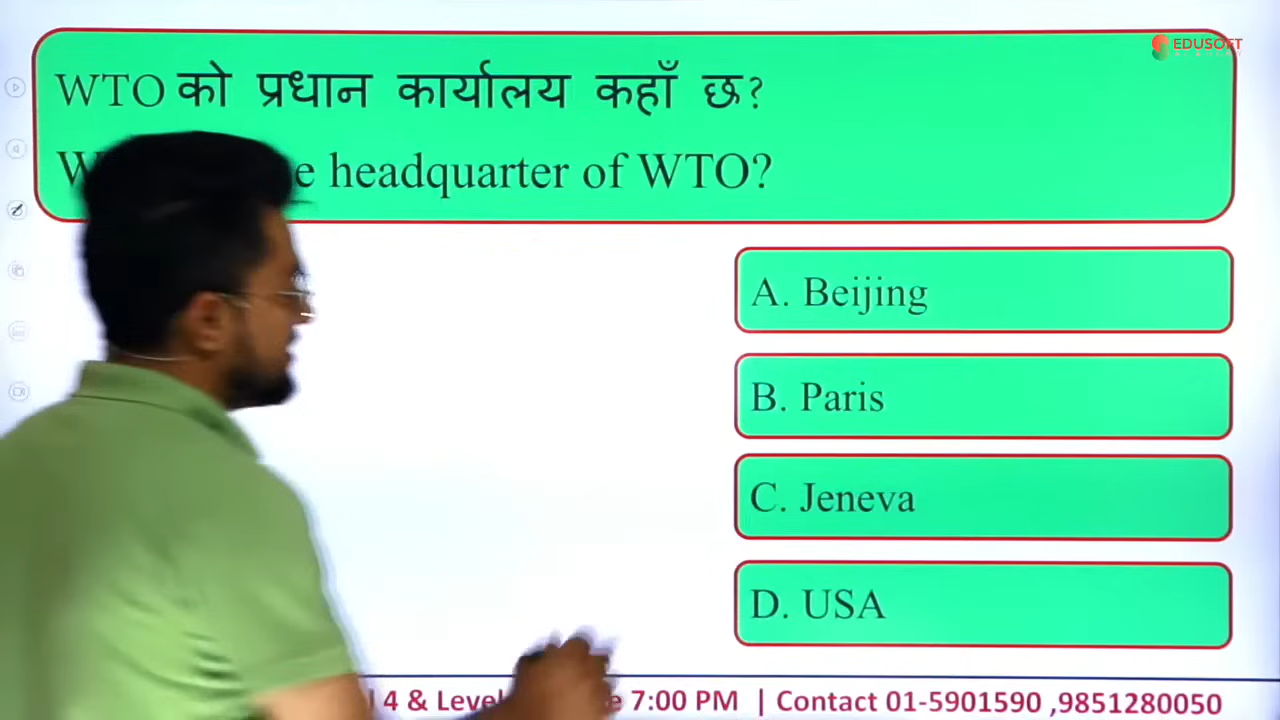 EDUSOFT
WTO को प्रधान कार्यालय कहाँ छ?
headquarter of WTO?
A. Beijing
B. Paris
C. Jeneva
D. USA
4 & Level 7:00 PM | Contact 01-5901590 ,9851280050